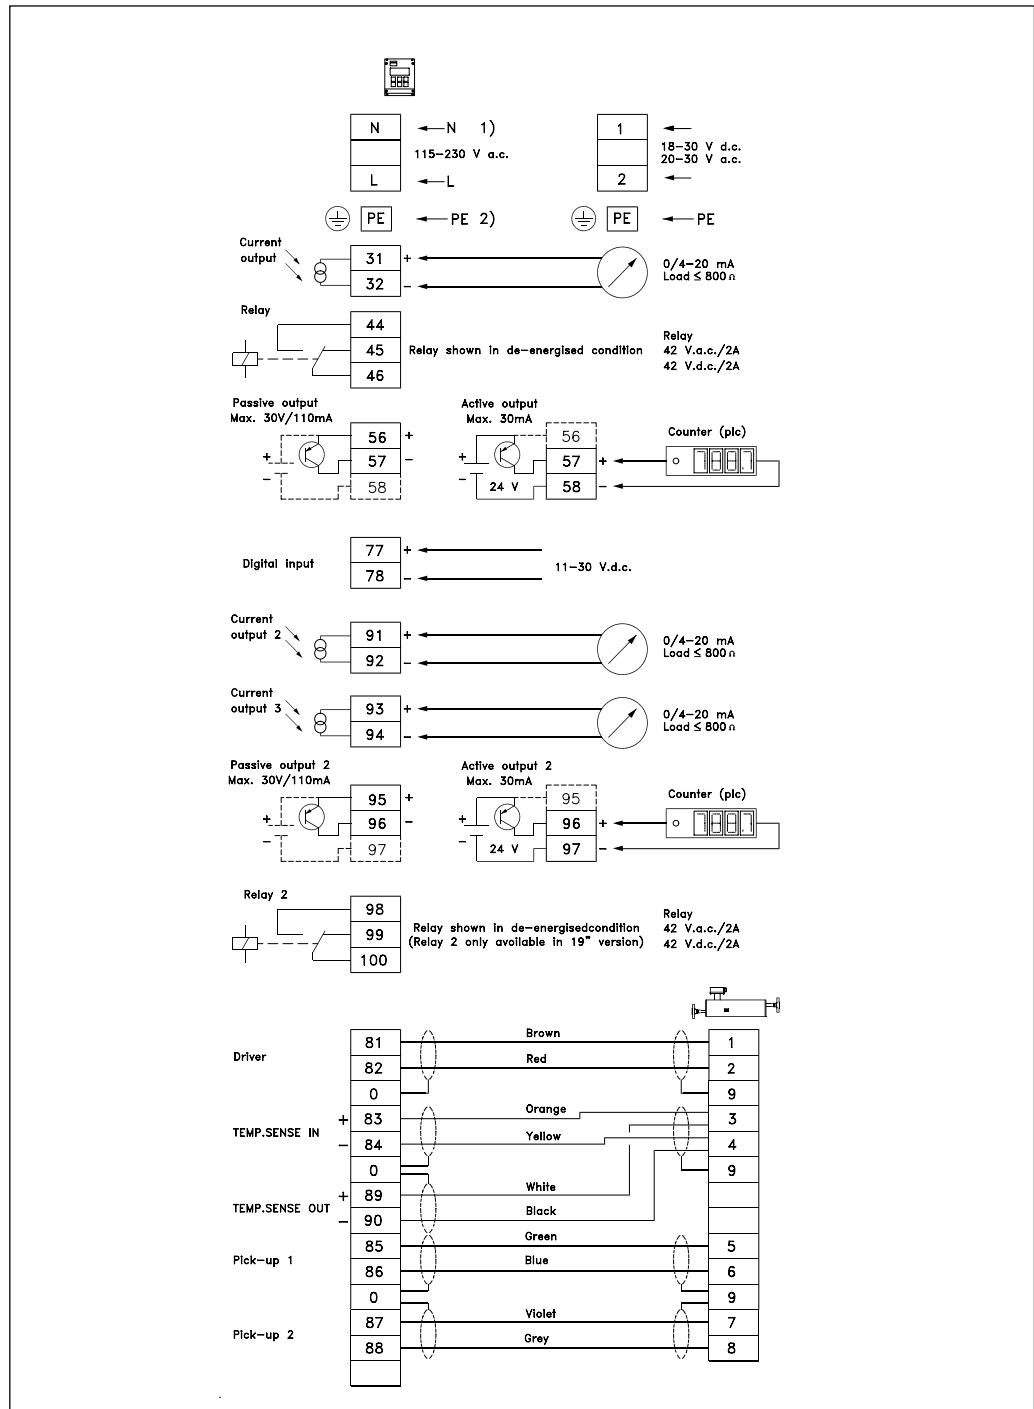 N N 1) 1
115-230 V a.c. 18-30 V d.c.
20-30 V a.c.
L L 2
PE PE 2) PE PE
Current
output
31 +
32 -
0/4-20 mA
Load ≤ 800 Ω
Relay
44
45 Relay shown in de-energised condition
46
Relay
42 V.a.c./2A
42 V.d.c./2A
Passive output
Max. 30V/110mA
+
-
56 +
57 -
58
Active output
Max. 30mA
+
-
24 V
56
57 +
58 -
Counter (plc)
Digital input
77 +
78 -
11-30 V.d.c.
Current
output 2
91 +
92 -
0/4-20 mA
Load ≤ 800 Ω
Current
output 3
93 +
94 -
0/4-20 mA
Load ≤ 800 Ω
Passive output 2
Max. 30V/110mA
+
-
95 +
96 -
97
Active output 2
Max. 30mA
+
-
24 V
95
96 +
97 -
Counter (plc)
Relay 2
98
99
100
Relay shown in de-energisedcondition
(Relay 2 only available in 19" version)
Relay
42 V.a.c./2A
42 V.d.c./2A
Driver
81 Brown 1
82 Red 2
0 9
TEMP.SENSE IN
+ 83 Orange 3
- 84 Yellow 4
0 9
TEMP.SENSE OUT
+ 89 White
- 90 Black
Pick-up 1
85 Green 5
86 Blue 6
0 9
Pick-up 2
87 Violet 7
88 Grey 8